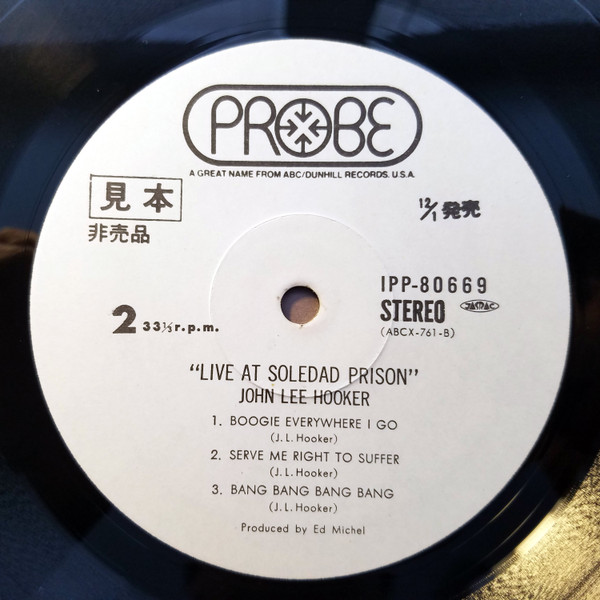 PROBE
A GREAT NAME FROM ABC/DUNHILL RECORDS. U.S.A.
見本
非売品
12/1 発売
IPP-80669
STEREO JASRAC
(ABCX-761-B)
2 33⅓ r.p.m.
"LIVE AT SOLEDAD PRISON"
JOHN LEE HOOKER
1. BOOGIE EVERYWHERE I GO
(J. L. Hooker)
2. SERVE ME RIGHT TO SUFFER
(J. L. Hooker)
3. BANG BANG BANG BANG
(J. L. Hooker)
Produced by Ed Michel